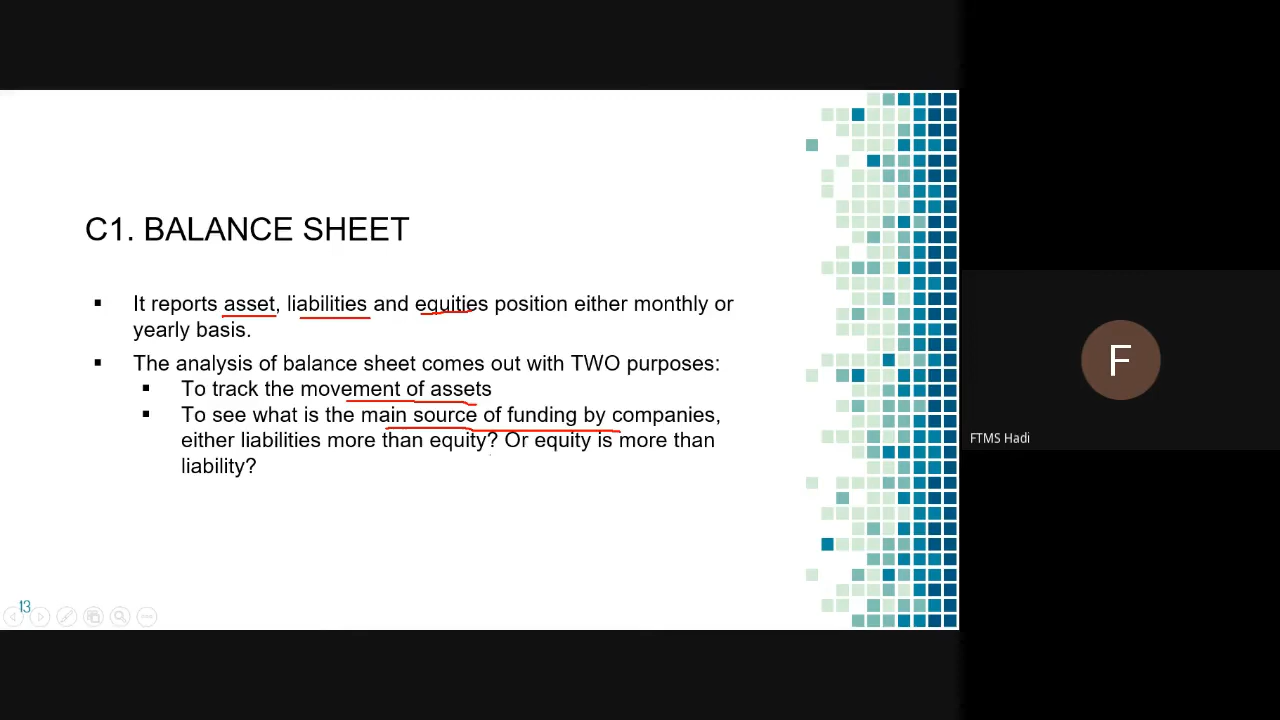 C1. BALANCE SHEET
It reports asset, liabilities and equities position either monthly or
yearly basis.
The analysis of balance sheet comes out with TWO purposes:
To track the movement of assets
To see what is the main source of funding by companies,
either liabilities more than equity? Or equity is more than
liability?
13
F
FTMS Hadi